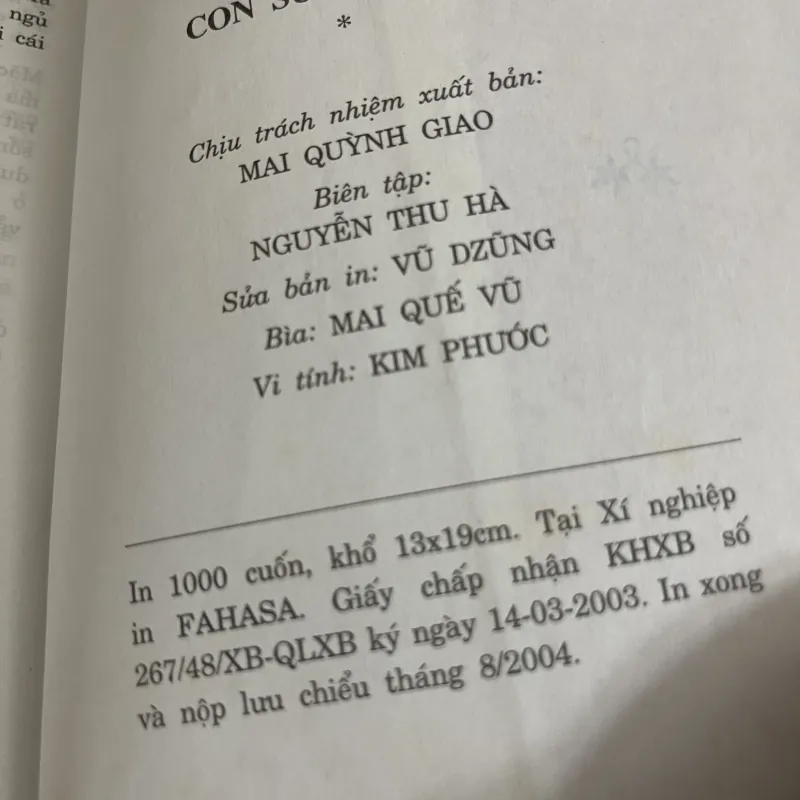 ngủ
cái
CON
*
Chịu trách nhiệm xuất bản:
MAI QUỲNH GIAO
Biên tập:
NGUYỄN THU HÀ
Sửa bản in: VŨ DZŨNG
Bìa: MAI QUẾ VŨ
Vi tính: KIM PHƯỚC
In 1000 cuốn, khổ 13x19cm. Tại Xí nghiệp
in FAHASA. Giấy chấp nhận KHXB số
267/48/XB-QLXB ký ngày 14-03-2003. In xong
và nộp lưu chiểu tháng 8/2004.